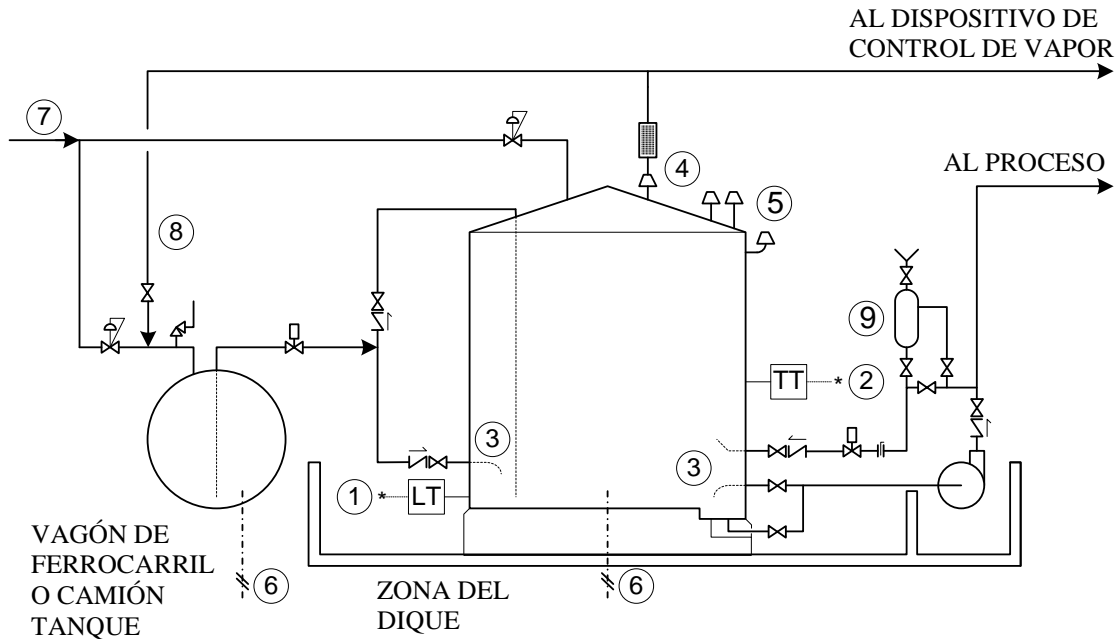 AL DISPOSITIVO DE
CONTROL DE VAPOR
7
4
AL PROCESO
5
8
9
TT * 2
3
3
1 * LT
VAGÓN DE
FERROCARRIL
O CAMIÓN
TANQUE
6
ZONA DEL
DIQUE
6